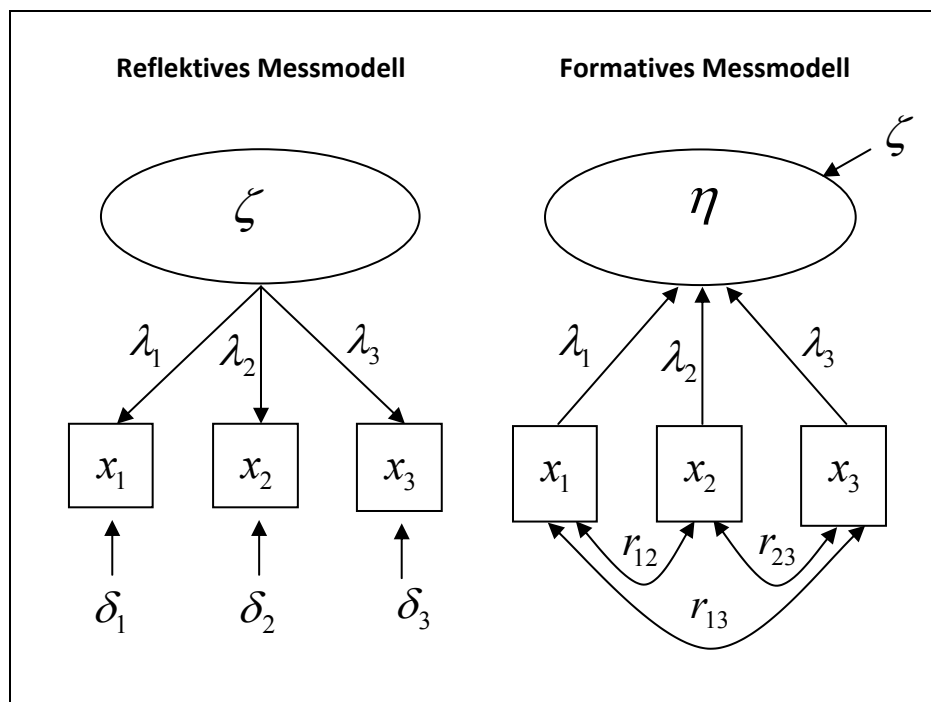 Reflektives Messmodell
ζ
λ₁ λ₂ λ₃
x₁ x₂ x₃
δ₁ δ₂ δ₃
Formatives Messmodell
ζ
η
λ₁ λ₂ λ₃
x₁ x₂ x₃
r₁₂ r₂₃
r₁₃